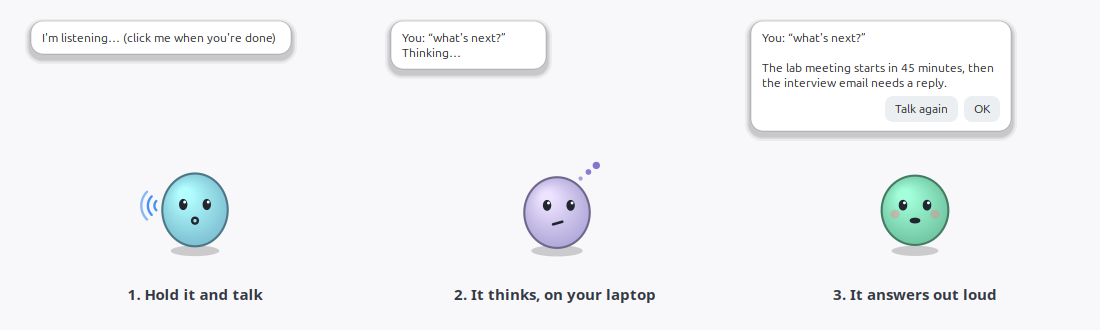 I'm listening… (click me when you're done)
You: “what's next?”
Thinking…
You: “what's next?”
The lab meeting starts in 45 minutes, then
the interview email needs a reply.
Talk again
OK
1. Hold it and talk
2. It thinks, on your laptop
3. It answers out loud